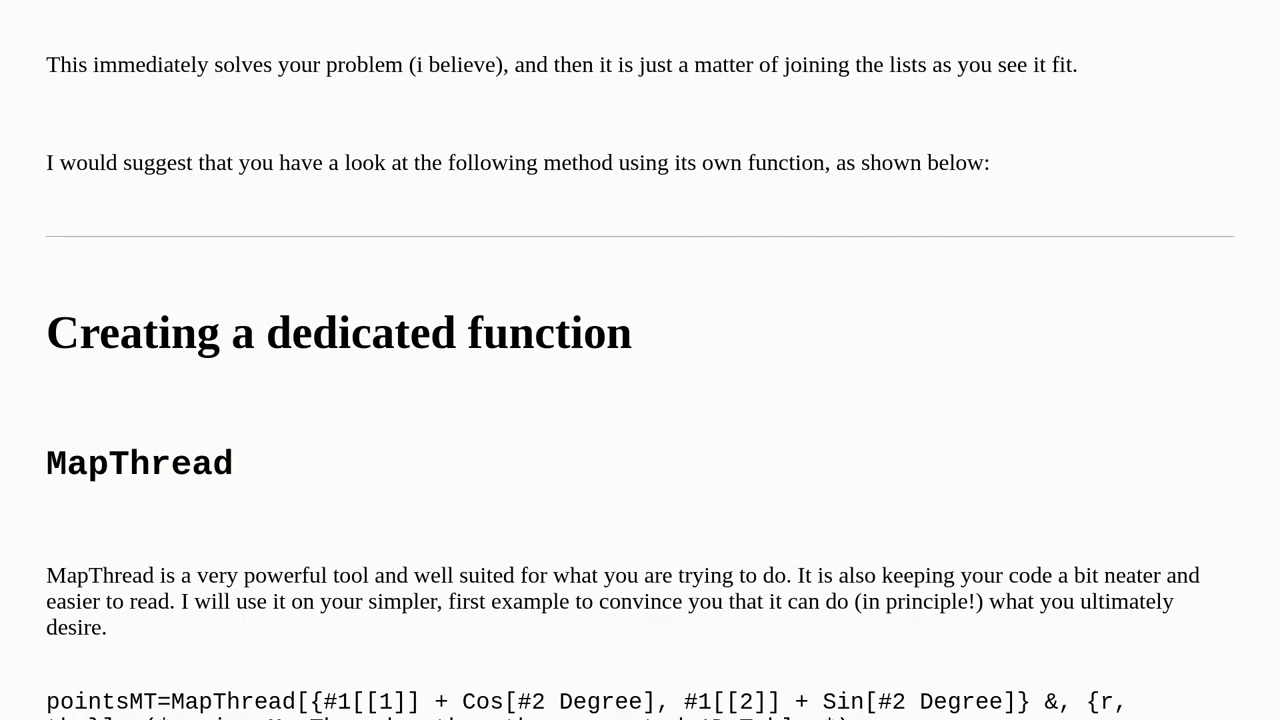 This immediately solves your problem (i believe), and then it is just a matter of joining the lists as you see it fit.
I would suggest that you have a look at the following method using its own function, as shown below:
Creating a dedicated function
MapThread
MapThread is a very powerful tool and well suited for what you are trying to do. It is also keeping your code a bit neater and
easier to read. I will use it on your simpler, first example to convince you that it can do (in principle!) what you ultimately
desire.
pointsMT=MapThread[{#1[[1]] + Cos[#2 Degree], #1[[2]] + Sin[#2 Degree]} &, {r,